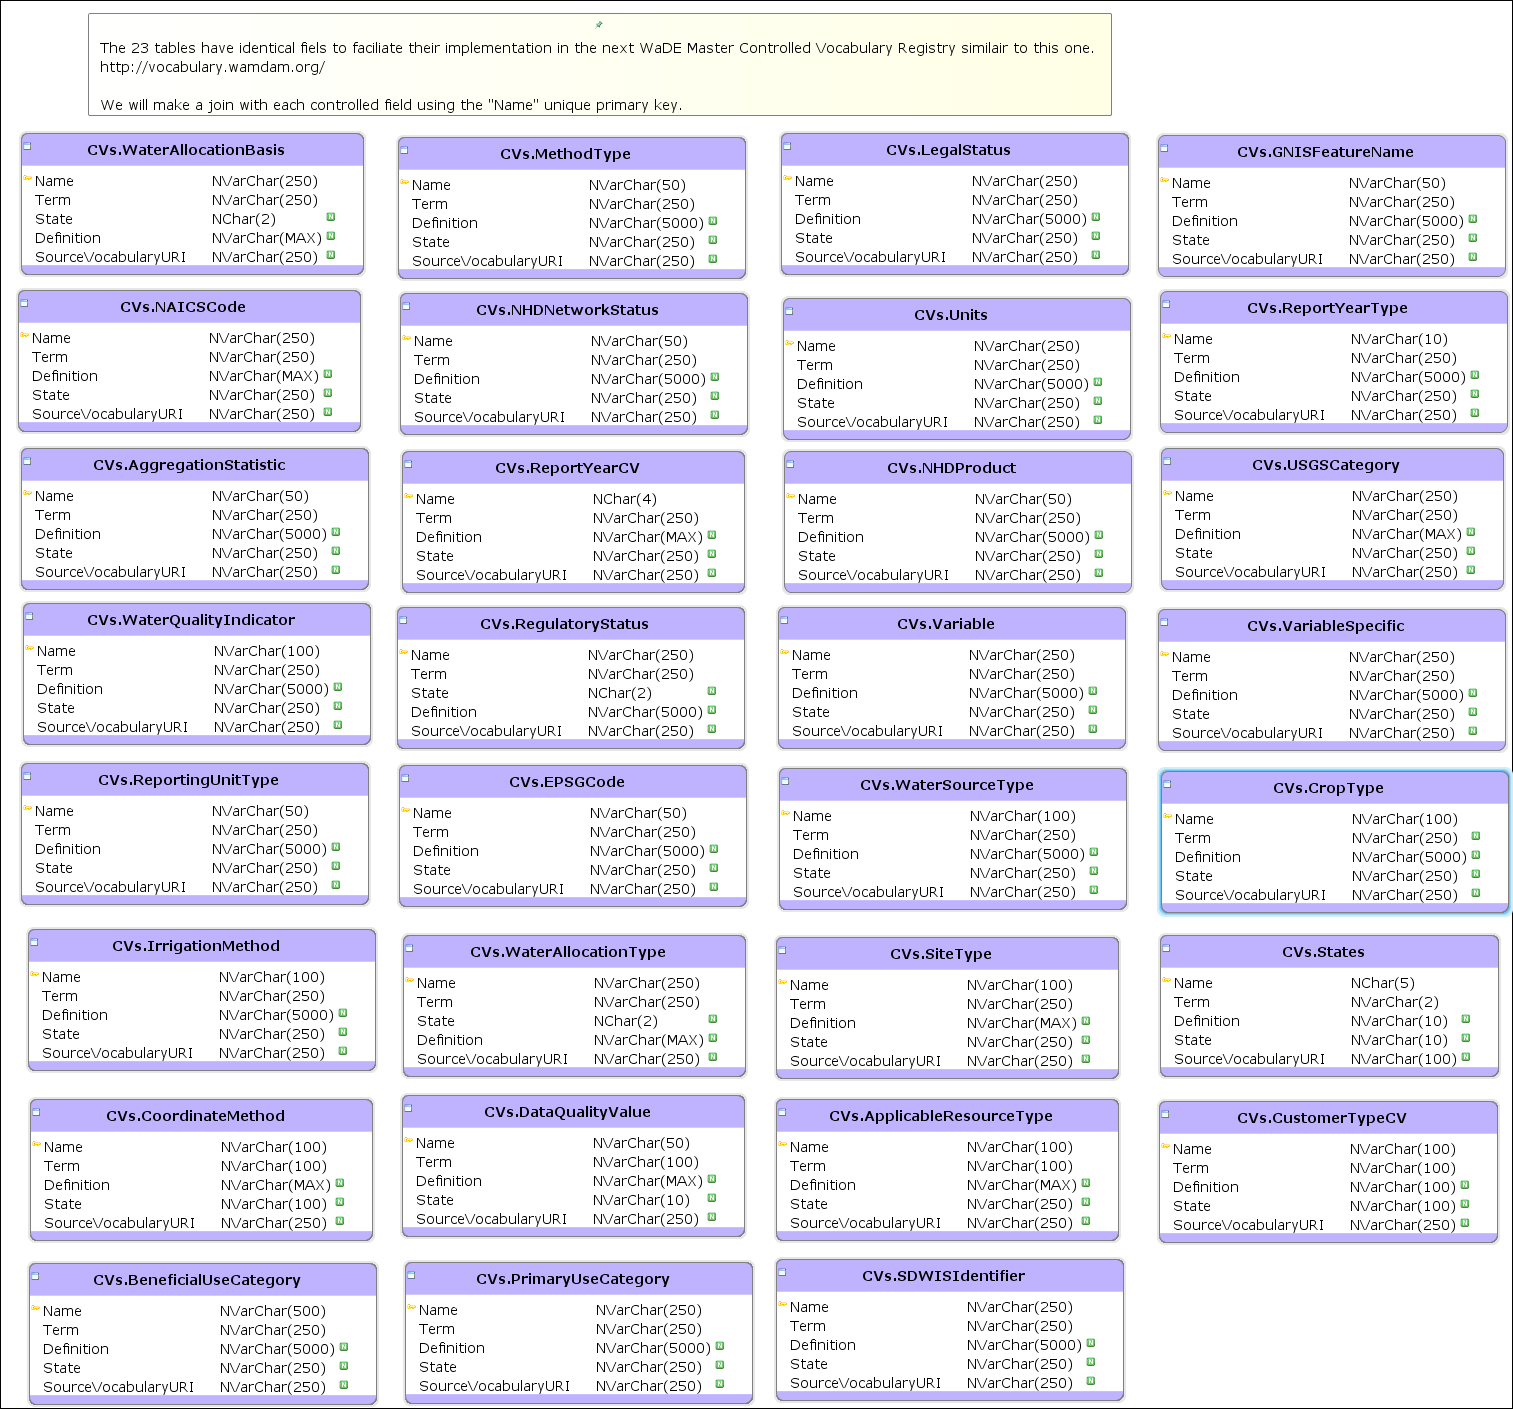 The 23 tables have identical fiels to faciliate their implementation in the next WaDE Master Controlled Vocabulary Registry similair to this one.
http://vocabulary.wamdam.org/
We will make a join with each controlled field using the "Name" unique primary key.
CVs.WaterAllocationBasis
Name NVarChar(250)
Term NVarChar(250)
State NChar(2) N
Definition NVarChar(MAX) N
SourceVocabularyURI NVarChar(250) N
CVs.MethodType
Name NVarChar(50)
Term NVarChar(250)
Definition NVarChar(5000) N
State NVarChar(250) N
SourceVocabularyURI NVarChar(250) N
CVs.LegalStatus
Name NVarChar(250)
Term NVarChar(250)
Definition NVarChar(5000) N
State NVarChar(250) N
SourceVocabularyURI NVarChar(250) N
CVs.GNISFeatureName
Name NVarChar(50)
Term NVarChar(250)
Definition NVarChar(5000) N
State NVarChar(250) N
SourceVocabularyURI NVarChar(250) N
CVs.NAICSCode
Name NVarChar(250)
Term NVarChar(250)
Definition NVarChar(MAX) N
State NVarChar(250) N
SourceVocabularyURI NVarChar(250) N
CVs.NHDNetworkStatus
Name NVarChar(50)
Term NVarChar(250)
Definition NVarChar(5000) N
State NVarChar(250) N
SourceVocabularyURI NVarChar(250) N
CVs.Units
Name NVarChar(250)
Term NVarChar(250)
Definition NVarChar(5000) N
State NVarChar(250) N
SourceVocabularyURI NVarChar(250) N
CVs.ReportYearType
Name NVarChar(10)
Term NVarChar(250)
Definition NVarChar(5000) N
State NVarChar(250) N
SourceVocabularyURI NVarChar(250) N
CVs.AggregationStatistic
Name NVarChar(50)
Term NVarChar(250)
Definition NVarChar(5000) N
State NVarChar(250) N
SourceVocabularyURI NVarChar(250) N
CVs.ReportYearCV
Name NChar(4)
Term NVarChar(250)
Definition NVarChar(MAX) N
State NVarChar(250) N
SourceVocabularyURI NVarChar(250) N
CVs.NHDProduct
Name NVarChar(50)
Term NVarChar(250)
Definition NVarChar(5000) N
State NVarChar(250) N
SourceVocabularyURI NVarChar(250) N
CVs.USGSCategory
Name NVarChar(250)
Term NVarChar(250)
Definition NVarChar(MAX) N
State NVarChar(250) N
SourceVocabularyURI NVarChar(250) N
CVs.WaterQualityIndicator
Name NVarChar(100)
Term NVarChar(250)
Definition NVarChar(5000) N
State NVarChar(250) N
SourceVocabularyURI NVarChar(250) N
CVs.RegulatoryStatus
Name NVarChar(250)
Term NVarChar(250)
State NChar(2) N
Definition NVarChar(5000) N
SourceVocabularyURI NVarChar(250) N
CVs.Variable
Name NVarChar(250)
Term NVarChar(250)
Definition NVarChar(5000) N
State NVarChar(250) N
SourceVocabularyURI NVarChar(250) N
CVs.VariableSpecific
Name NVarChar(250)
Term NVarChar(250)
Definition NVarChar(5000) N
State NVarChar(250) N
SourceVocabularyURI NVarChar(250) N
CVs.ReportingUnitType
Name NVarChar(50)
Term NVarChar(250)
Definition NVarChar(5000) N
State NVarChar(250) N
SourceVocabularyURI NVarChar(250) N
CVs.EPSGCode
Name NVarChar(50)
Term NVarChar(250)
Definition NVarChar(5000) N
State NVarChar(250) N
SourceVocabularyURI NVarChar(250) N
CVs.WaterSourceType
Name NVarChar(100)
Term NVarChar(250)
Definition NVarChar(5000) N
State NVarChar(250) N
SourceVocabularyURI NVarChar(250) N
CVs.CropType
Name NVarChar(100)
Term NVarChar(250) N
Definition NVarChar(5000) N
State NVarChar(250) N
SourceVocabularyURI NVarChar(250) N
CVs.IrrigationMethod
Name NVarChar(100)
Term NVarChar(250)
Definition NVarChar(5000) N
State NVarChar(250) N
SourceVocabularyURI NVarChar(250) N
CVs.WaterAllocationType
Name NVarChar(250)
Term NVarChar(250)
State NChar(2) N
Definition NVarChar(MAX) N
SourceVocabularyURI NVarChar(250) N
CVs.SiteType
Name NVarChar(100)
Term NVarChar(250)
Definition NVarChar(MAX) N
State NVarChar(250) N
SourceVocabularyURI NVarChar(250) N
CVs.States
Name NChar(5)
Term NVarChar(2)
Definition NVarChar(10) N
State NVarChar(10) N
SourceVocabularyURI NVarChar(100) N
CVs.CoordinateMethod
Name NVarChar(100)
Term NVarChar(100)
Definition NVarChar(MAX) N
State NVarChar(100) N
SourceVocabularyURI NVarChar(250) N
CVs.DataQualityValue
Name NVarChar(50)
Term NVarChar(100)
Definition NVarChar(MAX) N
State NVarChar(10) N
SourceVocabularyURI NVarChar(250) N
CVs.ApplicableResourceType
Name NVarChar(100)
Term NVarChar(100)
Definition NVarChar(MAX) N
State NVarChar(250) N
SourceVocabularyURI NVarChar(250) N
CVs.CustomerTypeCV
Name NVarChar(100)
Term NVarChar(100)
Definition NVarChar(100) N
State NVarChar(100) N
SourceVocabularyURI NVarChar(250) N
CVs.BeneficialUseCategory
Name NVarChar(500)
Term NVarChar(250)
Definition NVarChar(5000) N
State NVarChar(250) N
SourceVocabularyURI NVarChar(250) N
CVs.PrimaryUseCategory
Name NVarChar(250)
Term NVarChar(250)
Definition NVarChar(5000) N
State NVarChar(250) N
SourceVocabularyURI NVarChar(250) N
CVs.SDWISIdentifier
Name NVarChar(250)
Term NVarChar(250)
Definition NVarChar(5000) N
State NVarChar(250) N
SourceVocabularyURI NVarChar(250) N